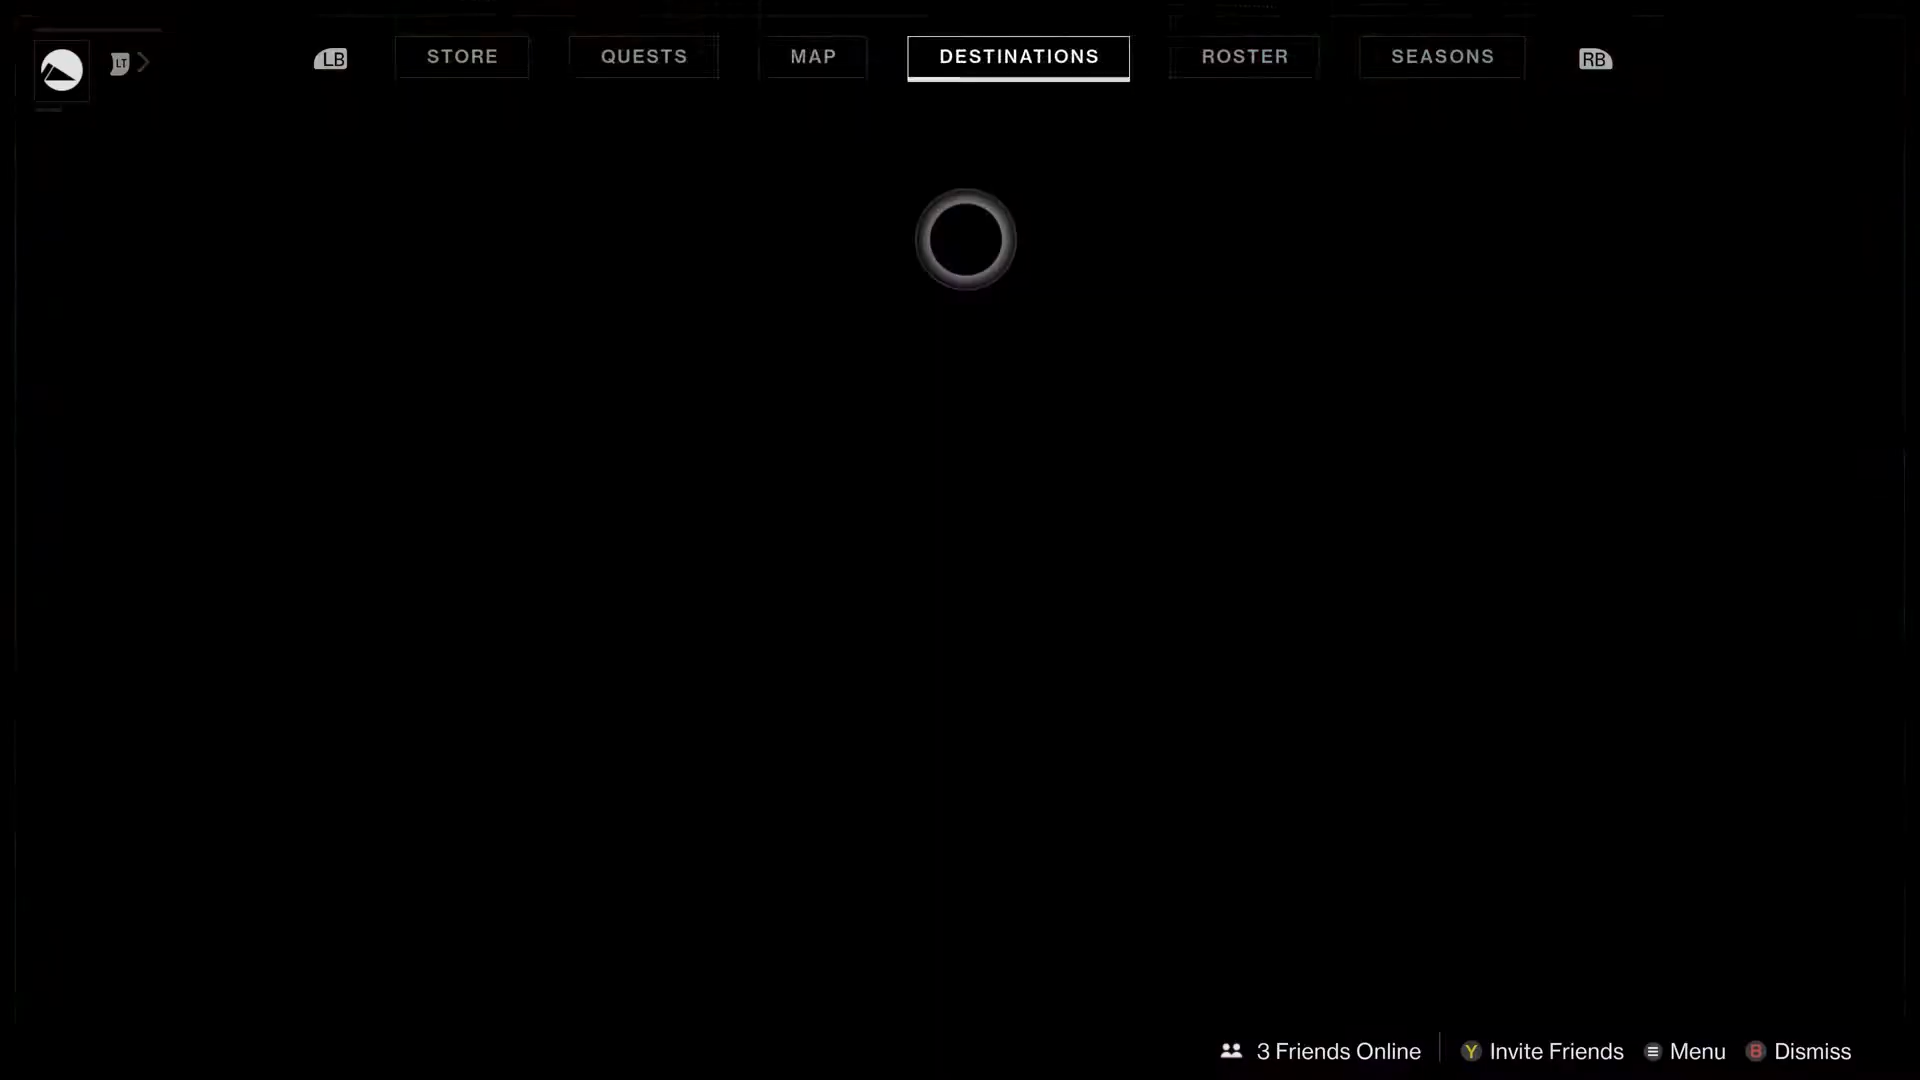 LT
LB
STORE
QUESTS
MAP
DESTINATIONS
ROSTER
SEASONS
RB
3 Friends Online
Y Invite Friends
Menu
B Dismiss